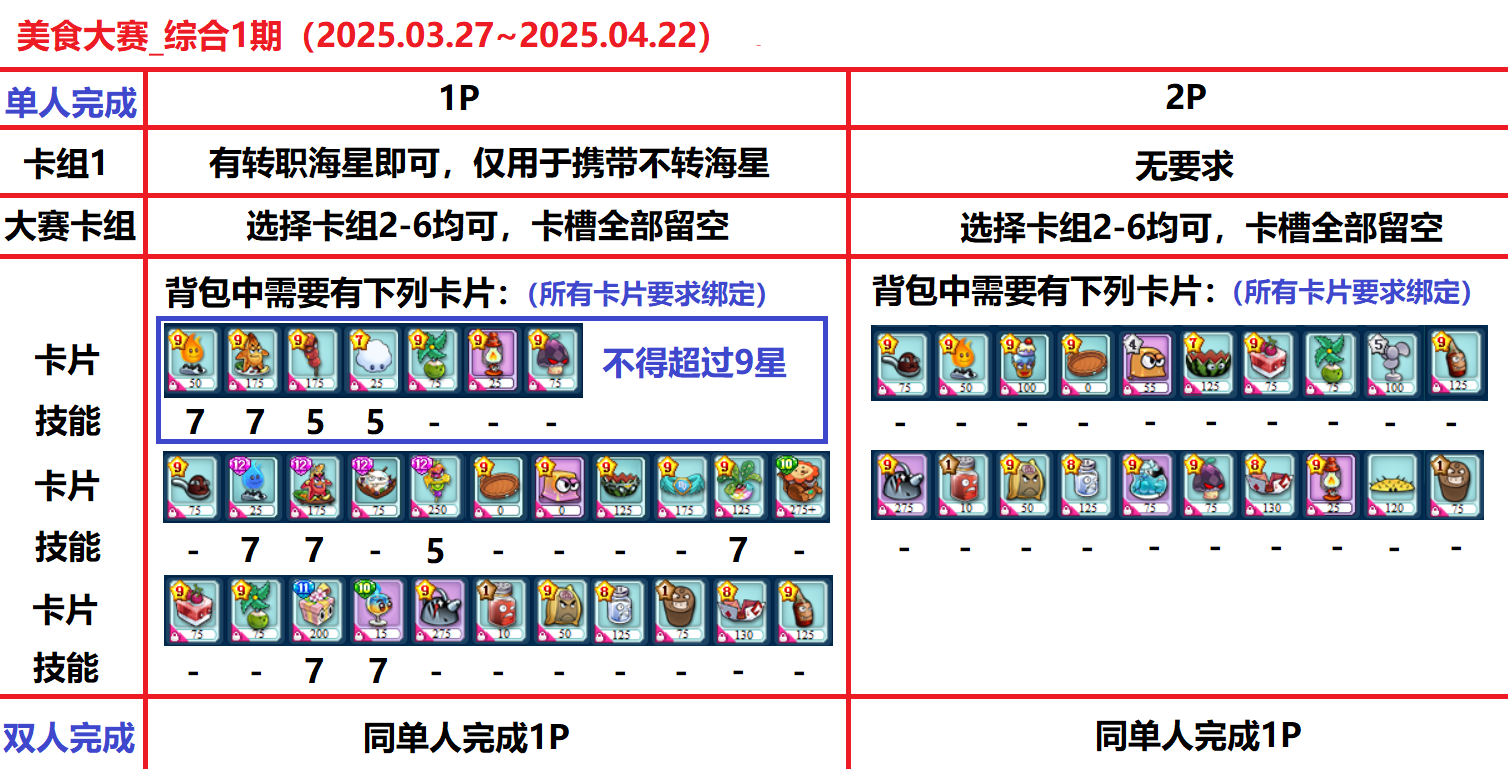 美食大赛_综合1期（2025.03.27~2025.04.22）
单人完成 1P 2P
卡组1 有转职海星即可，仅用于携带不转海星 无要求
大赛卡组 选择卡组2-6均可，卡槽全部留空 选择卡组2-6均可，卡槽全部留空
背包中需要有下列卡片：（所有卡片要求绑定） 背包中需要有下列卡片：（所有卡片要求绑定）
9 9 9 7 9 9 9 不得超过9星 9 9 9 9 4 7 9 9 5 9
卡片
50 175 175 25 75 25 75 75 50 100 0 55 125 75 75 100 125
技能 7 7 5 5 - - - - - - - - - - - - -
9 12 12 12 12 9 9 9 9 9 10 9 1 9 8 9 9 8 9 1
卡片
75 25 175 75 250 0 0 125 175 125 275+ 275 10 50 125 75 75 130 25 120 75
技能 - 7 7 - 5 - - - - 7 - - - - - - - - - - -
9 9 11 10 9 1 9 8 1 8 9
卡片
75 75 200 15 275 10 50 125 75 130 125
技能 - - 7 7 - - - - - - -
双人完成 同单人完成1P 同单人完成1P